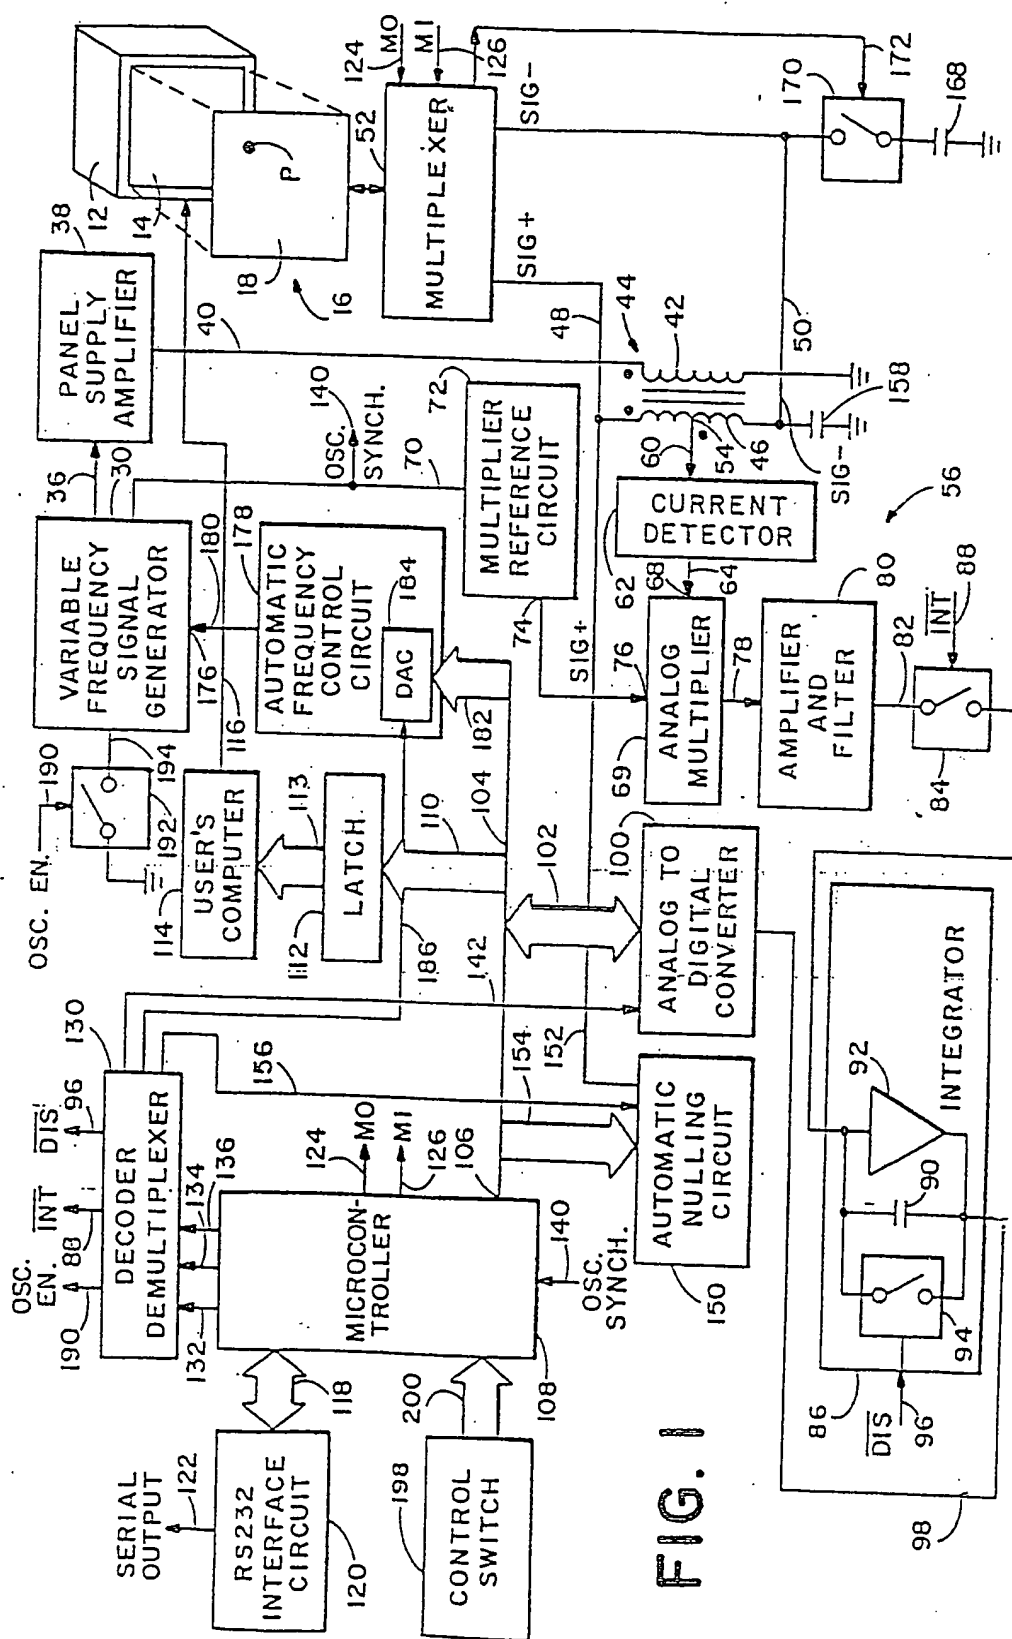 SERIAL
OUTPUT
122
RS232
INTERFACE
CIRCUIT
120
118
198
CONTROL
SWITCH
200
OSC.
EN.
190
INT
88
DIS
96
130
DECODER
DEMULTIPLEXER
132
134
136
MICROCON-
TROLLER
108
124
MO
126
MI
106
140
OSC.
SYNCH.
156
142
154
152
AUTOMATIC
NULLING
CIRCUIT
150
OSC. EN.
190
192
194
114
USER'S
COMPUTER
116
112
113
LATCH
186
110
104
102
100
ANALOG TO
DIGITAL
CONVERTER
VARIABLE
FREQUENCY
SIGNAL
GENERATOR
176
180
178
AUTOMATIC
FREQUENCY
CONTROL
CIRCUIT
184
DAC
182
36
30
PANEL
SUPPLY
AMPLIFIER
38
40
140
OSC.
SYNCH.
70
72
MULTIPLIER
REFERENCE
CIRCUIT
74
SIG+
12
14
18
16
P
52
MULTIPLEXER
124
MO
MI
126
SIG+
SIG-
48
44
42
46
54
60
50
158
SIG-
170
172
168
CURRENT
DETECTOR
62
64
68
69
76
ANALOG
MULTIPLIER
78
AMPLIFIER
AND
FILTER
80
82
84
INT
88
56
86
DIS
96
94
90
92
INTEGRATOR
98
FIG. 1